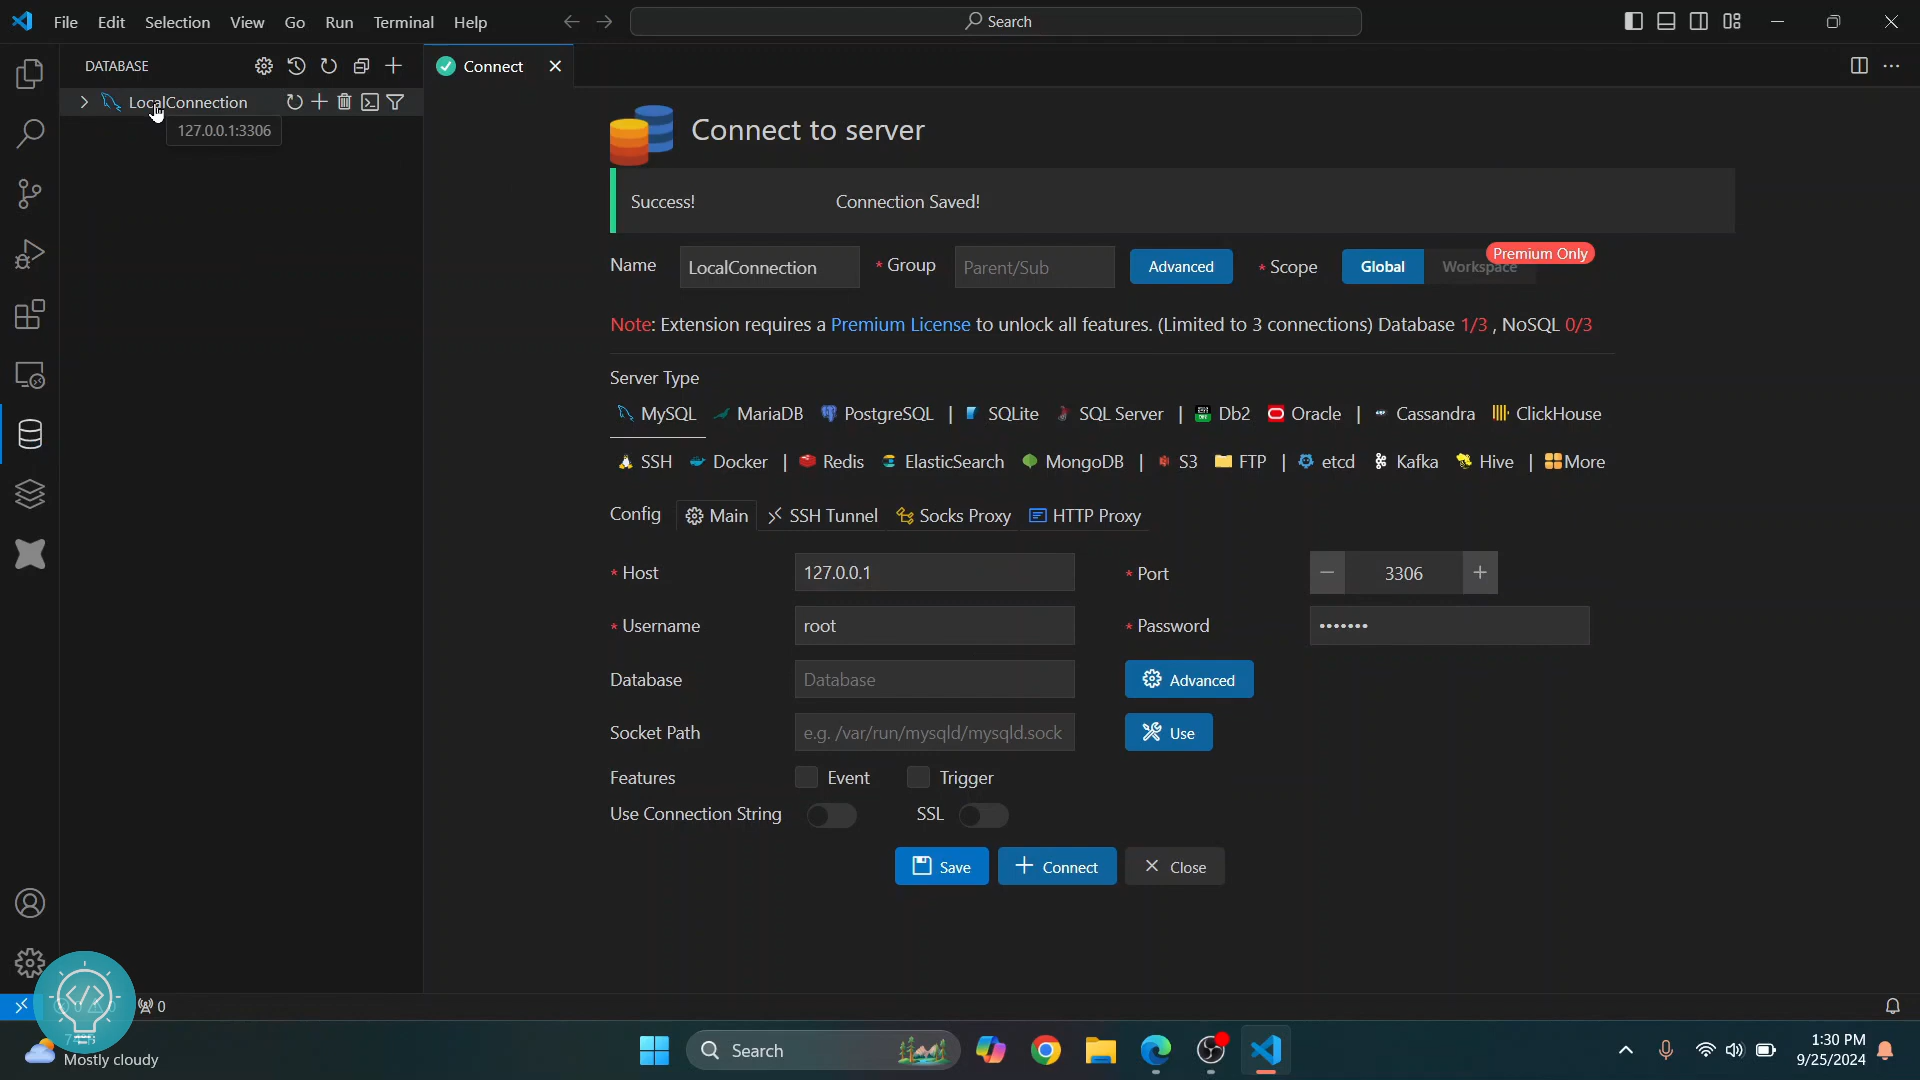 File Edit Selection View Go Run Terminal Help
Search
DATABASE
Connect
LocalConnection
127.0.0.1:3306
Connect to server
Success! Connection Saved!
Name LocalConnection * Group Parent/Sub Advanced * Scope Global Workspace Premium Only
Note: Extension requires a Premium License to unlock all features. (Limited to 3 connections) Database 1/3 , NoSQL 0/3
Server Type
MySQL MariaDB PostgreSQL | SQLite SQL Server | Db2 Oracle | Cassandra ClickHouse
SSH Docker | Redis ElasticSearch MongoDB | S3 FTP | etcd Kafka Hive | More
Config Main SSH Tunnel Socks Proxy HTTP Proxy
* Host 127.0.0.1 * Port 3306
* Username root * Password •••••••
Database Database Advanced
Socket Path e.g. /var/run/mysqld/mysqld.sock Use
Features Event Trigger
Use Connection String SSL
Save Connect Close
0
Search
Mostly cloudy
1:30 PM
9/25/2024